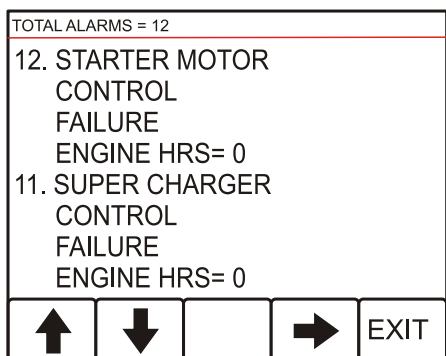 TOTAL ALARMS = 12
12. STARTER MOTOR
CONTROL
FAILURE
ENGINE HRS= 0
11. SUPER CHARGER
CONTROL
FAILURE
ENGINE HRS= 0
EXIT